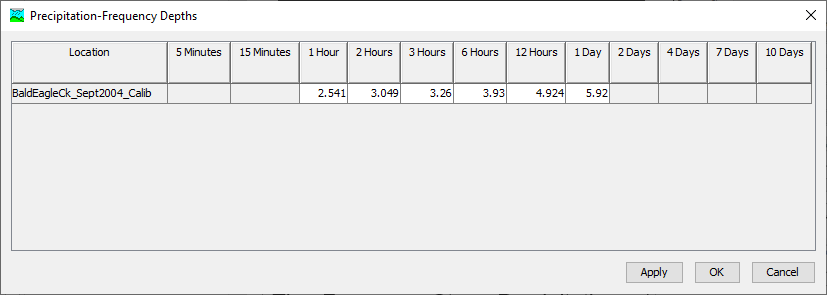 Precipitation-Frequency Depths
Location 5 Minutes 15 Minutes 1 Hour 2 Hours 3 Hours 6 Hours 12 Hours 1 Day 2 Days 4 Days 7 Days 10 Days
BaldEagleCk_Sept2004_Calib 2.541 3.049 3.26 3.93 4.924 5.92
Apply OK Cancel